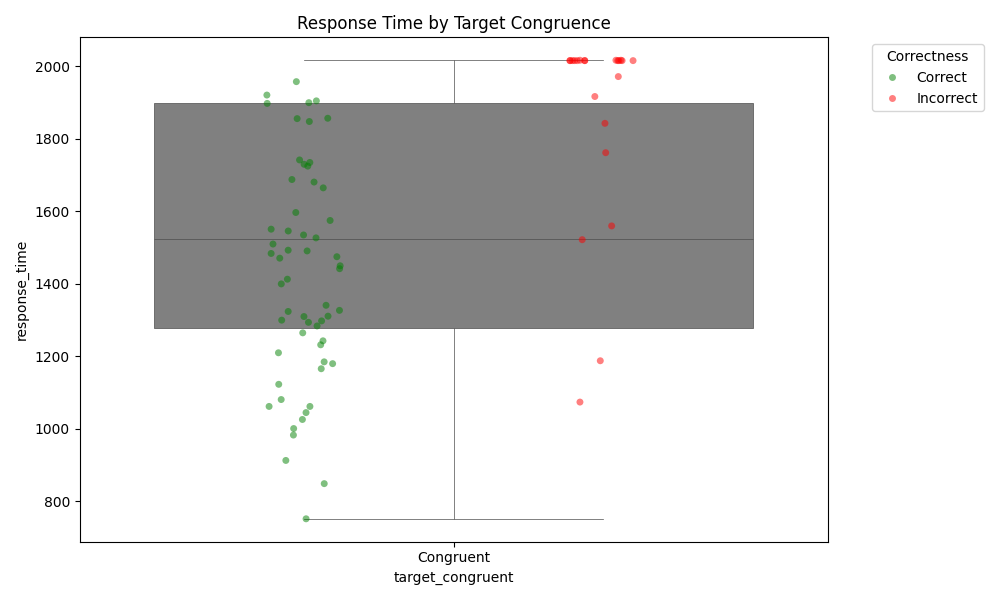 Response Time by Target Congruence
Correctness
Correct
Incorrect
2000
1800
1600
1400
1200
1000
800
response_time
Congruent
target_congruent